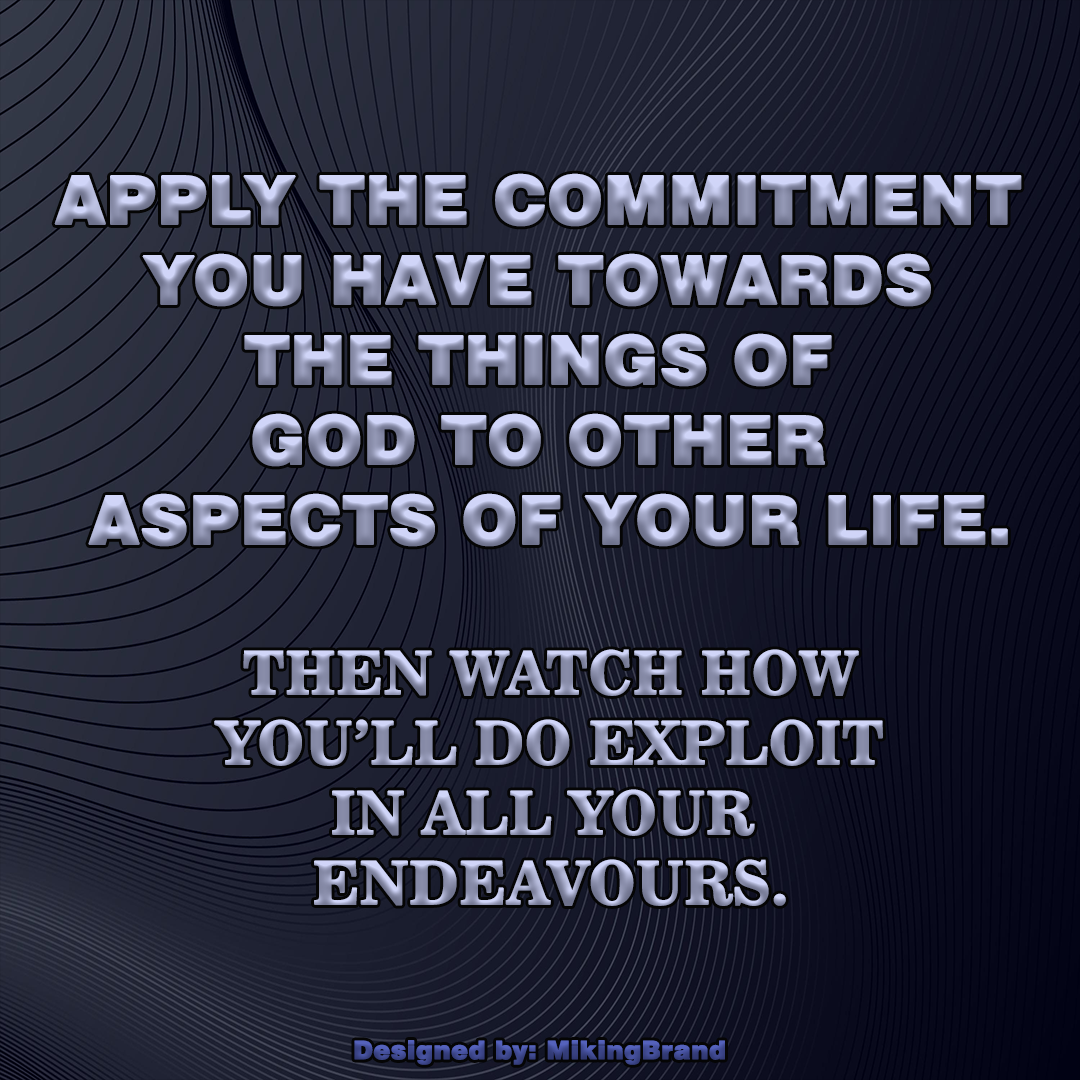 APPLY THE COMMITMENT
YOU HAVE TOWARDS
THE THINGS OF
GOD TO OTHER
ASPECTS OF YOUR LIFE.
THEN WATCH HOW
YOU’LL DO EXPLOIT
IN ALL YOUR
ENDEAVOURS.
Designed by: MikingBrand